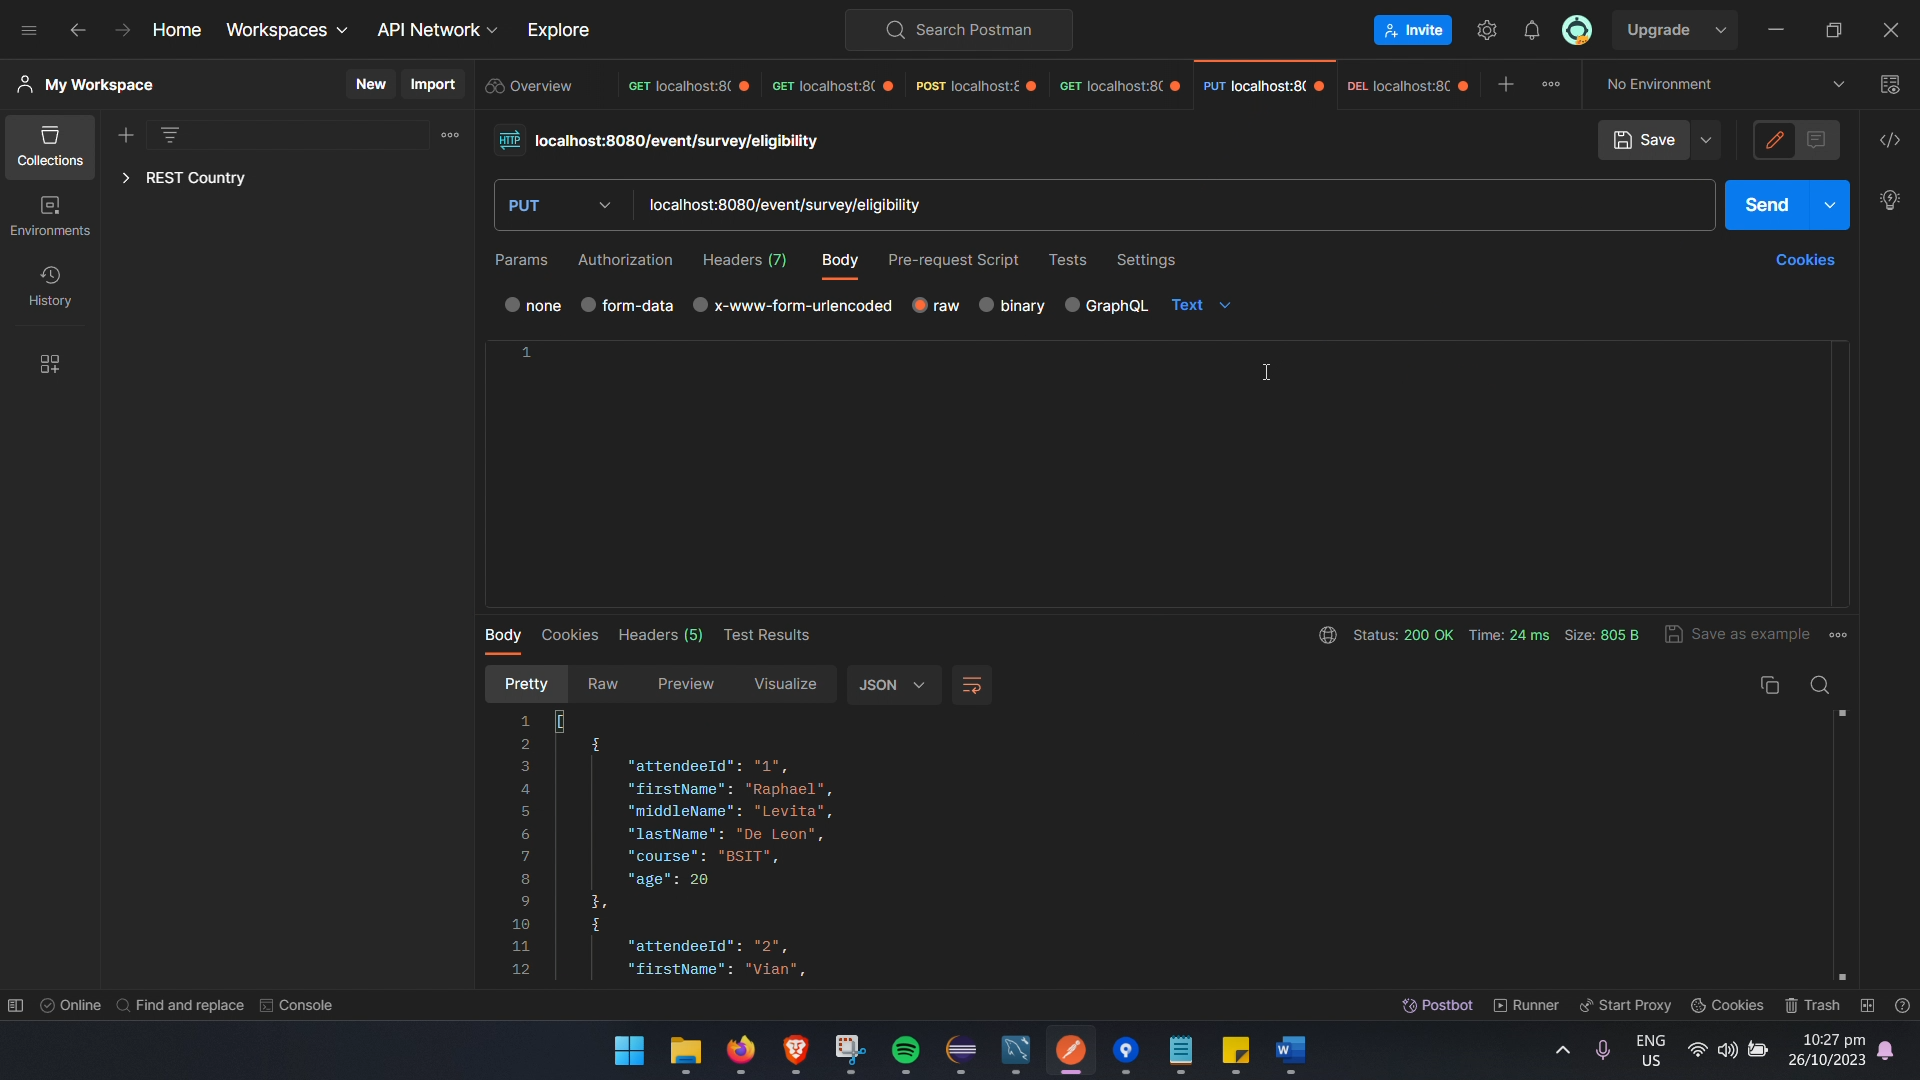 Home Workspaces API Network Explore Search Postman Invite Upgrade
My Workspace New Import Overview GET localhost:80 GET localhost:80 POST localhost:8 GET localhost:80 PUT localhost:80 DEL localhost:80 No Environment
Collections
Environments
History
REST Country
HTTP localhost:8080/event/survey/eligibility Save
PUT localhost:8080/event/survey/eligibility Send
Params Authorization Headers (7) Body Pre-request Script Tests Settings Cookies
none form-data x-www-form-urlencoded raw binary GraphQL Text
1
Body Cookies Headers (5) Test Results Status: 200 OK Time: 24 ms Size: 805 B Save as example
Pretty Raw Preview Visualize JSON
1 [
2 {
3 "attendeeId": "1",
4 "firstName": "Raphael",
5 "middleName": "Levita",
6 "lastName": "De Leon",
7 "course": "BSIT",
8 "age": 20
9 },
10 {
11 "attendeeId": "2",
12 "firstName": "Vian",
Online Find and replace Console Postbot Runner Start Proxy Cookies Trash
W
ENG
US
10:27 pm
26/10/2023